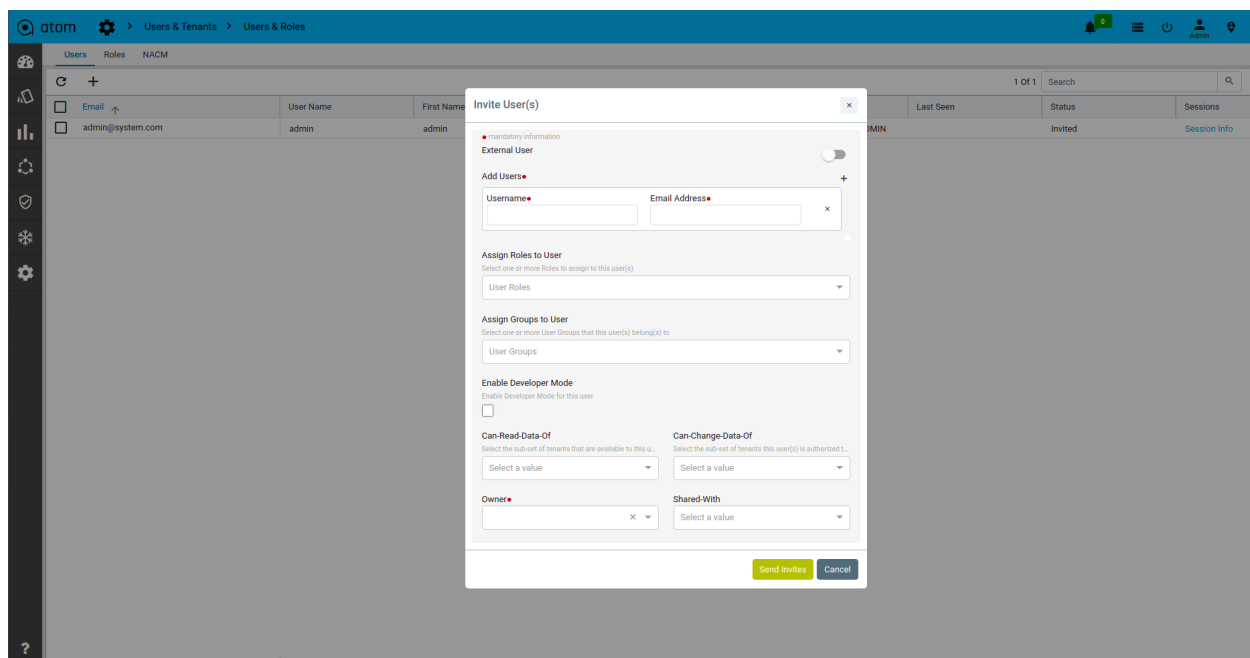 atom > Users & Tenants > Users & Roles 0 Admin
Users Roles NACM
1 Of 1 Search
Email User Name First Name Last Seen Status Sessions
admin@system.com admin admin DMIN Invited Session Info
Invite User(s) ×
mandatory information
External User
Add Users +
Username Email Address
×
Assign Roles to User
Select one or more Roles to assign to this user(s)
User Roles
Assign Groups to User
Select one or more User Groups that this user(s) belong(s) to
User Groups
Enable Developer Mode
Enable Developer Mode for this user
Can-Read-Data-Of Can-Change-Data-Of
Select the sub-set of tenants that are available to this u... Select the sub-set of tenants this user(s) is authorized t...
Select a value Select a value
Owner Shared-With
× Select a value
Send Invites Cancel
?